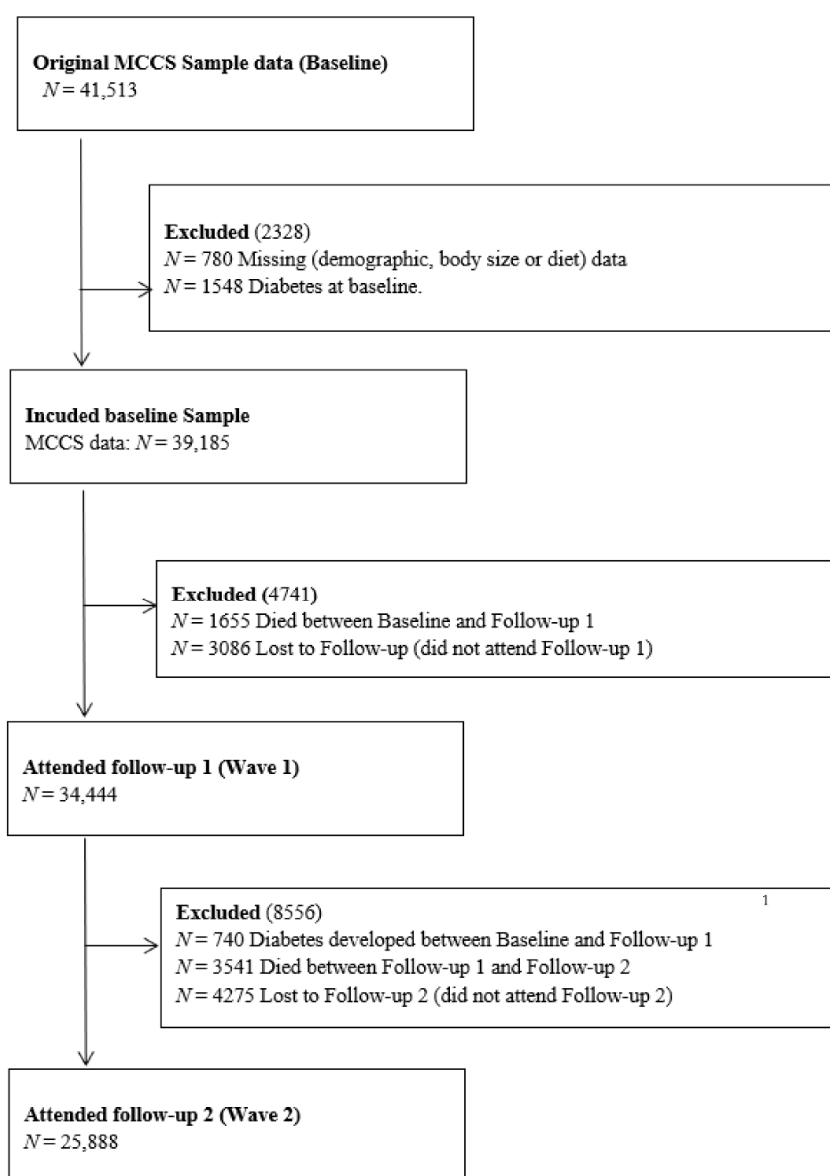 Original MCCS Sample data (Baseline)
N = 41,513
Excluded (2328)
N = 780 Missing (demographic, body size or diet) data
N = 1548 Diabetes at baseline.
Incuded baseline Sample
MCCS data: N = 39,185
Excluded (4741)
N = 1655 Died between Baseline and Follow-up 1
N = 3086 Lost to Follow-up (did not attend Follow-up 1)
Attended follow-up 1 (Wave 1)
N = 34,444
1
Excluded (8556)
N = 740 Diabetes developed between Baseline and Follow-up 1
N = 3541 Died between Follow-up 1 and Follow-up 2
N = 4275 Lost to Follow-up 2 (did not attend Follow-up 2)
Attended follow-up 2 (Wave 2)
N = 25,888